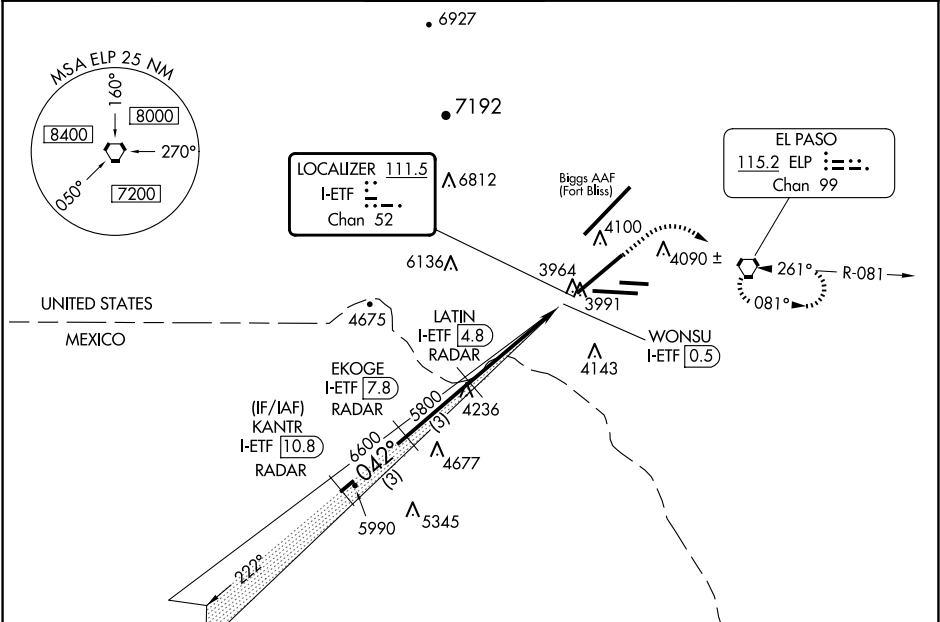 6927
MSA ELP 25 NM
160°
8000
8400
270°
050°
7200
7192
EL PASO
115.2 ELP
Chan 99
LOCALIZER 111.5
I-ETF
Chan 52
6812
Biggs AAF
(Fort Bliss)
4100
4090 ±
6136
3964
3991
261°
R-081
081°
UNITED STATES
MEXICO
4675
LATIN
I-ETF 4.8
RADAR
WONSU
I-ETF 0.5
4143
EKOGE
I-ETF 7.8
RADAR
5800
(3)
4236
(IF/IAF)
KANTR
I-ETF 10.8
RADAR
6600
042°
(3)
4677
5990
5345
222°